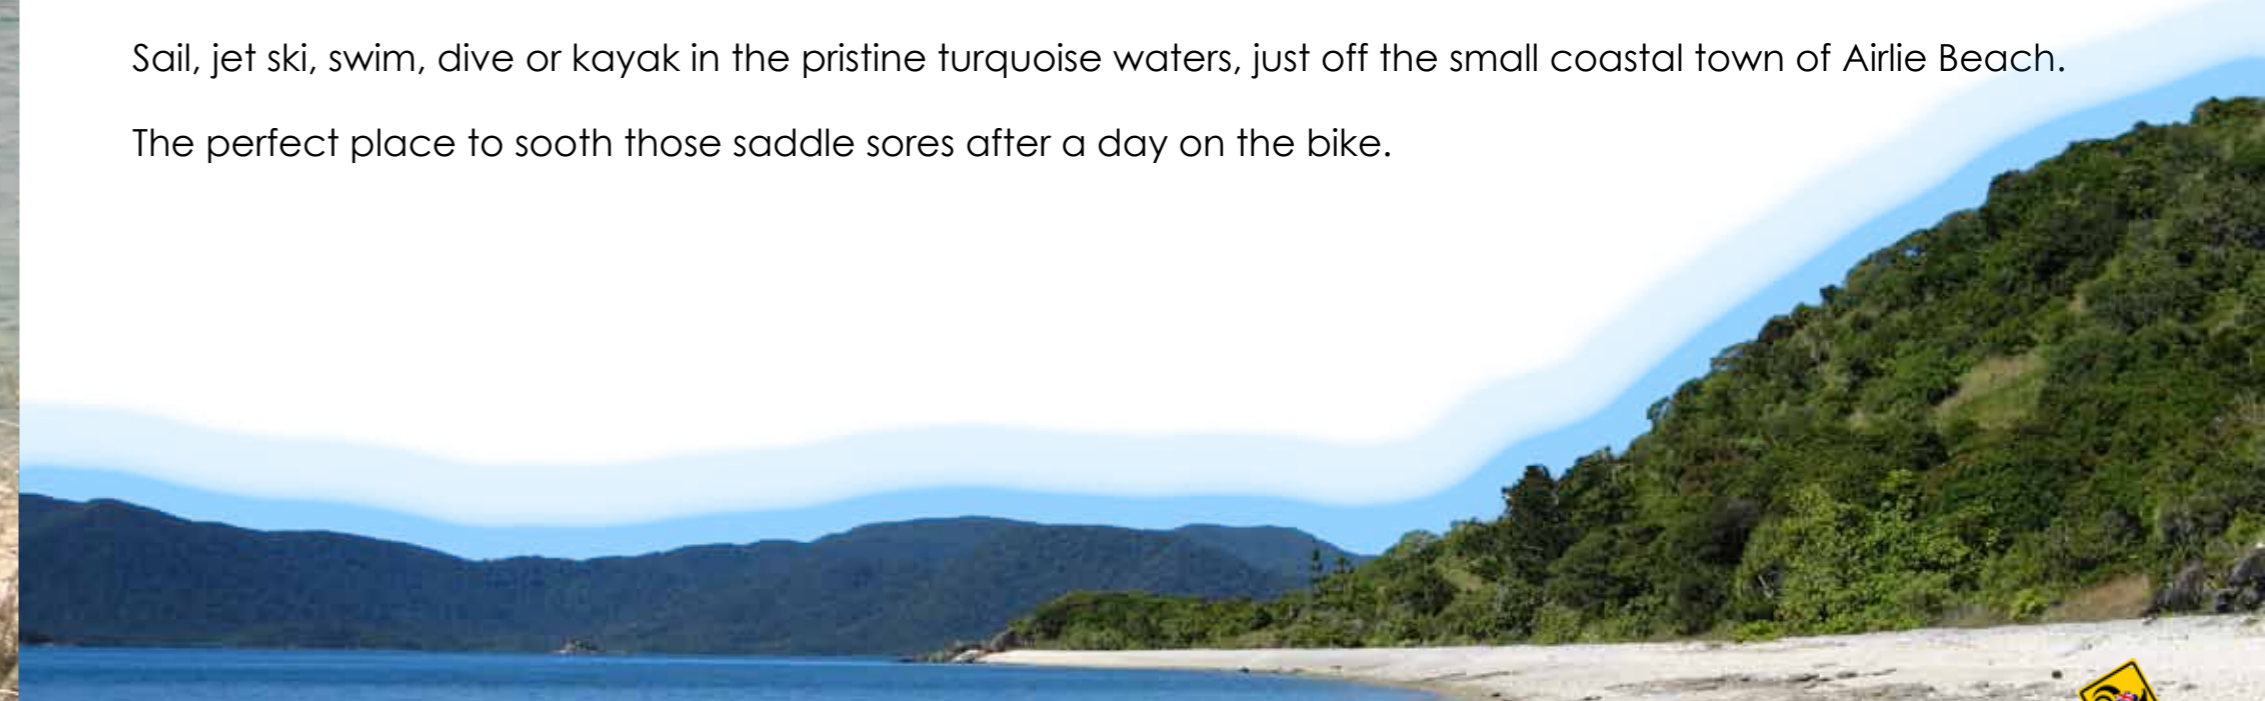 Sail, jet ski, swim, dive or kayak in the pristine turquoise waters, just off the small coastal town of Airlie Beach.
The perfect place to sooth those saddle sores after a day on the bike.